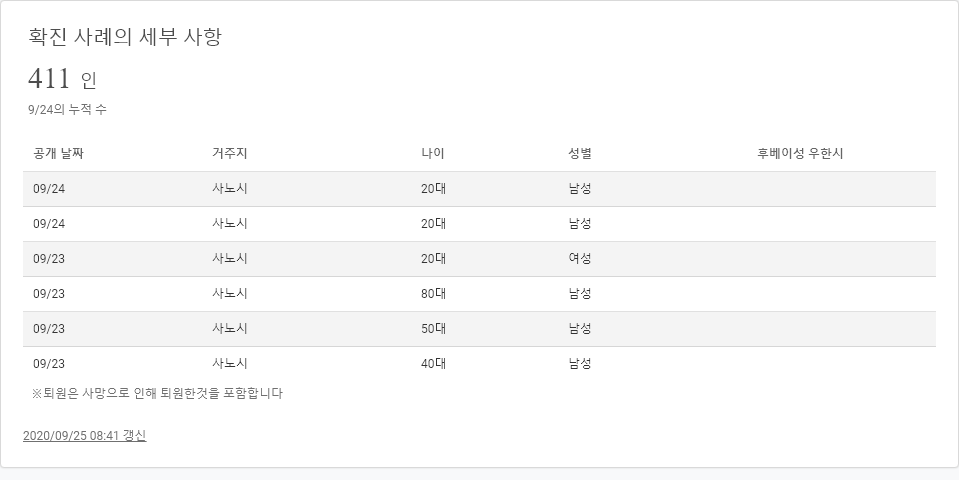 확진 사례의 세부 사항
411 인
9/24의 누적 수
공개 날짜 거주지 나이 성별 후베이성 우한시
09/24 사노시 20대 남성
09/24 사노시 20대 남성
09/23 사노시 20대 여성
09/23 사노시 80대 남성
09/23 사노시 50대 남성
09/23 사노시 40대 남성
※퇴원은 사망으로 인해 퇴원한것을 포함합니다
2020/09/25 08:41 갱신